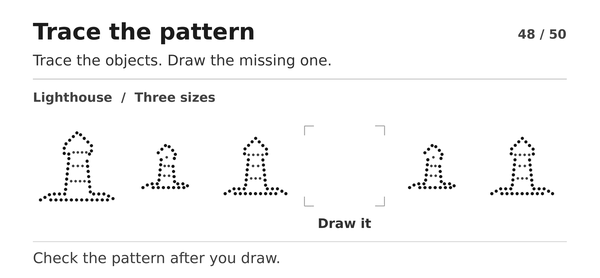 Trace the pattern
48 / 50
Trace the objects. Draw the missing one.
Lighthouse / Three sizes
Draw it
Check the pattern after you draw.